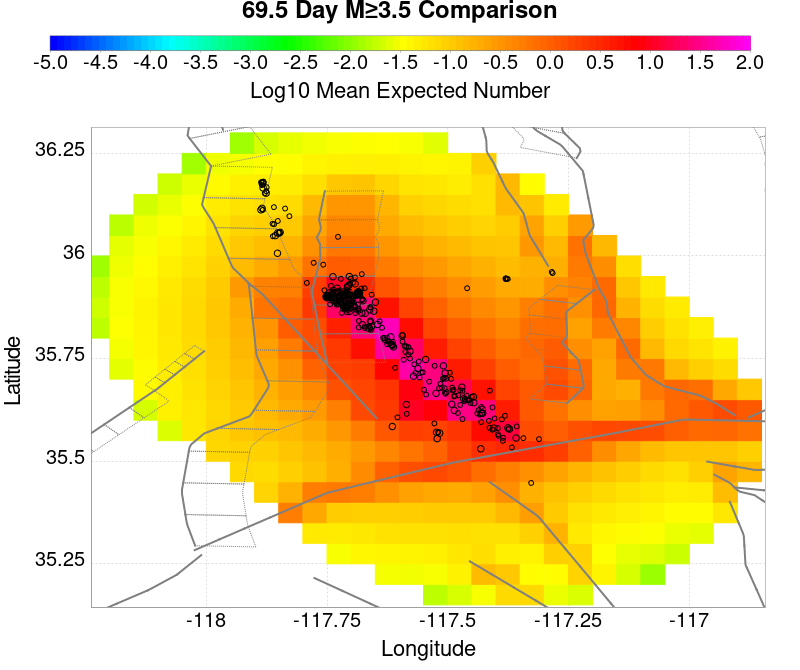 69.5 Day M≥3.5 Comparison
-5.0 -4.5 -4.0 -3.5 -3.0 -2.5 -2.0 -1.5 -1.0 -0.5 0.0 0.5 1.0 1.5 2.0
Log10 Mean Expected Number
36.25
36
35.75
35.5
35.25
Latitude
-118 -117.75 -117.5 -117.25 -117
Longitude